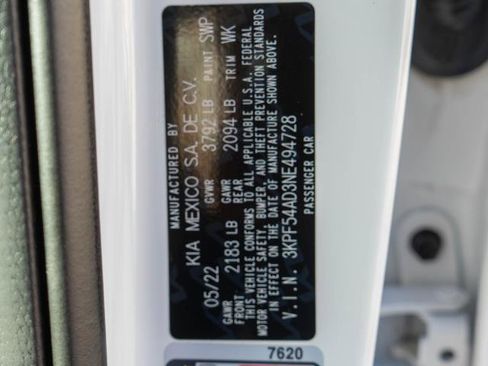 MANUFACTURED BY
KIA MEXICO S.A. DE C.V.
05/22 GVWR 3792 LB PAINT SWP
GAWR FRONT 2183 LB GAWR REAR 2094 LB TRIM WK
THIS VEHICLE CONFORMS TO ALL APPLICABLE U.S.A. FEDERAL
MOTOR VEHICLE SAFETY, BUMPER, AND THEFT PREVENTION STANDARDS
IN EFFECT ON THE DATE OF MANUFACTURE SHOWN ABOVE.
V.I.N. 3KPF54AD3NE494728
PASSENGER CAR
7620